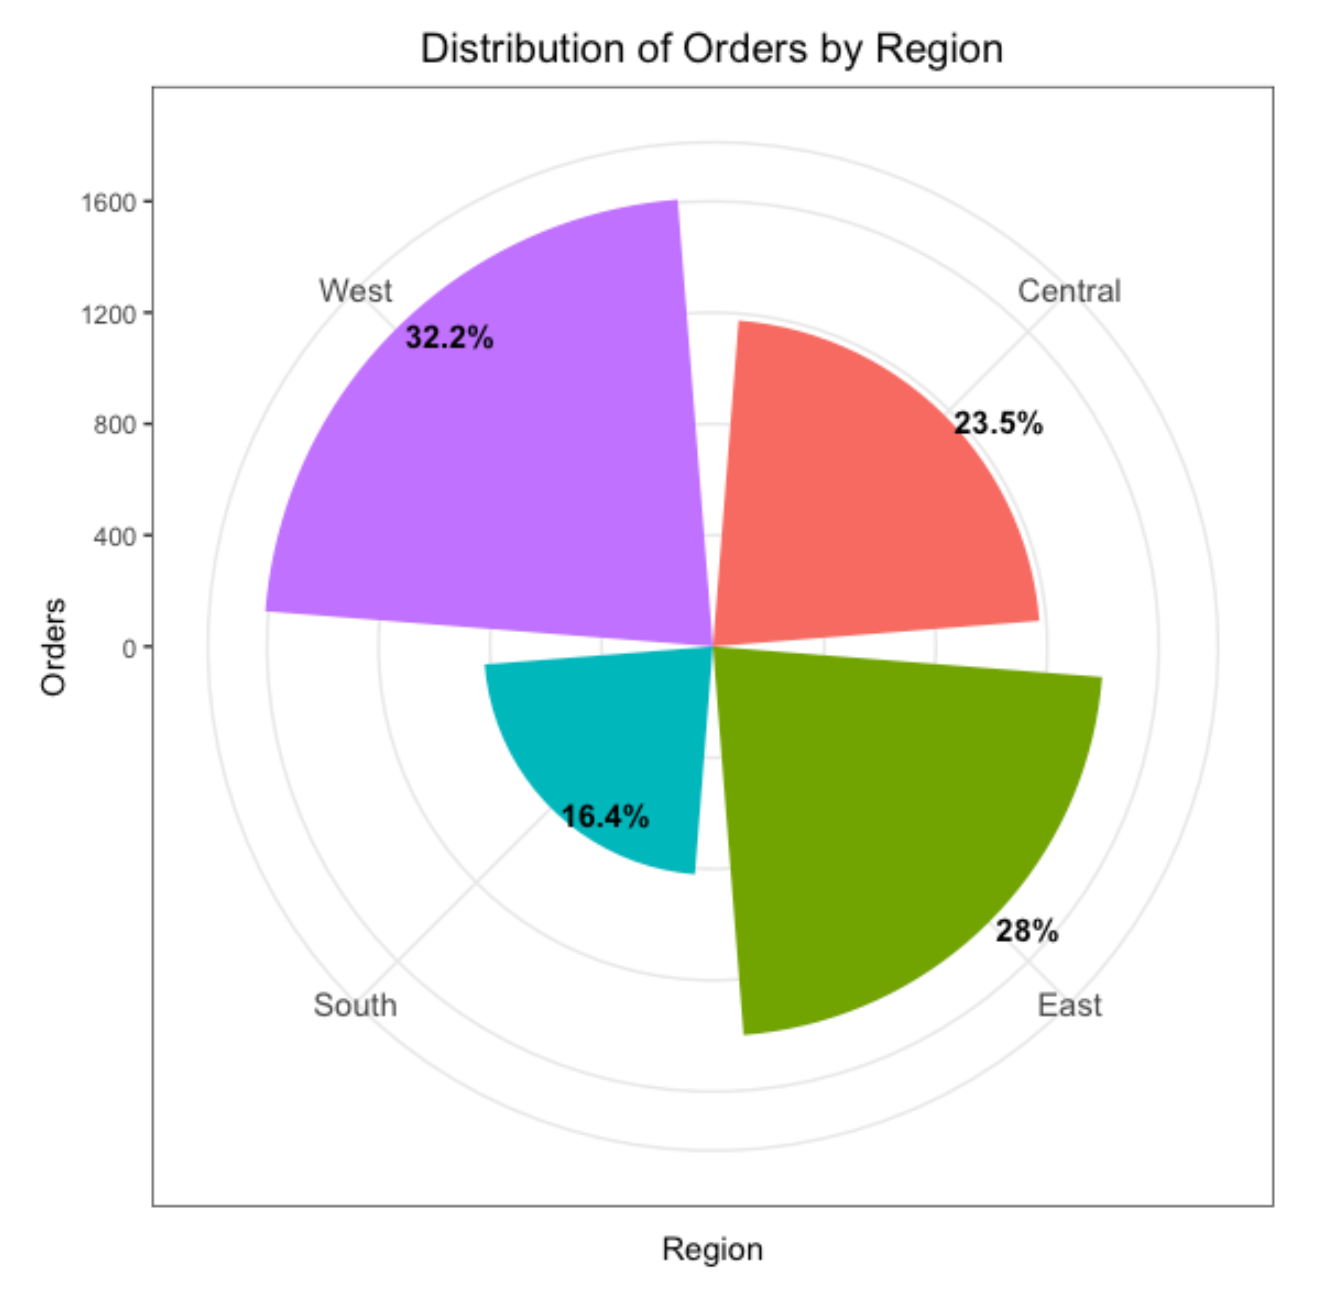 Distribution of Orders by Region
1600
West
Central
1200
32.2%
800
23.5%
400
Orders
0
16.4%
28%
South
East
Region